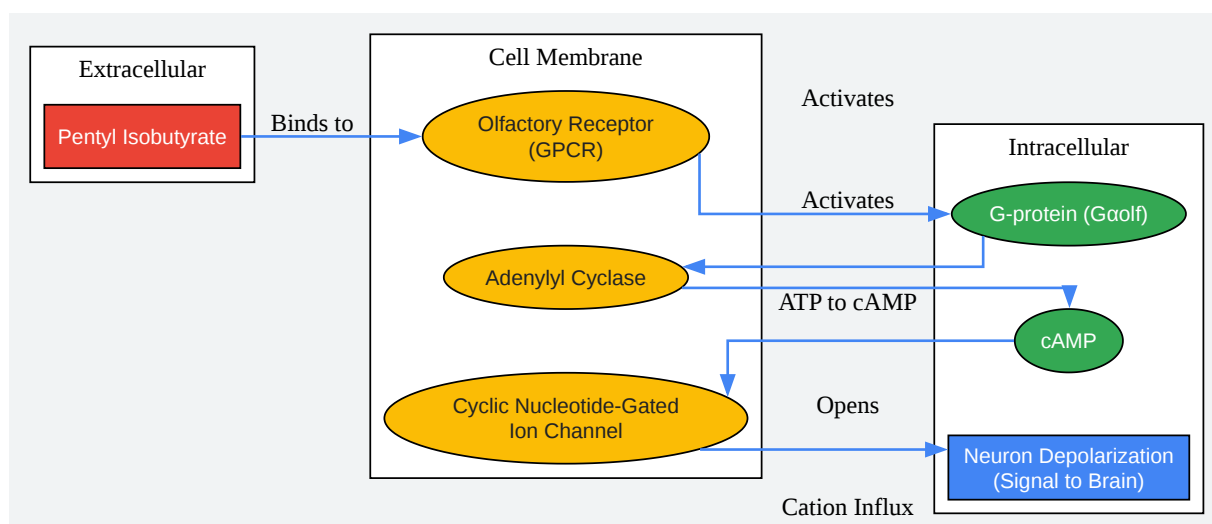 Extracellular
Pentyl Isobutyrate
Binds to
Cell Membrane
Olfactory Receptor
(GPCR)
Activates
Intracellular
Activates
G-protein (Gαolf)
Adenylyl Cyclase
ATP to cAMP
cAMP
Cyclic Nucleotide-Gated
Ion Channel
Opens
Neuron Depolarization
(Signal to Brain)
Cation Influx